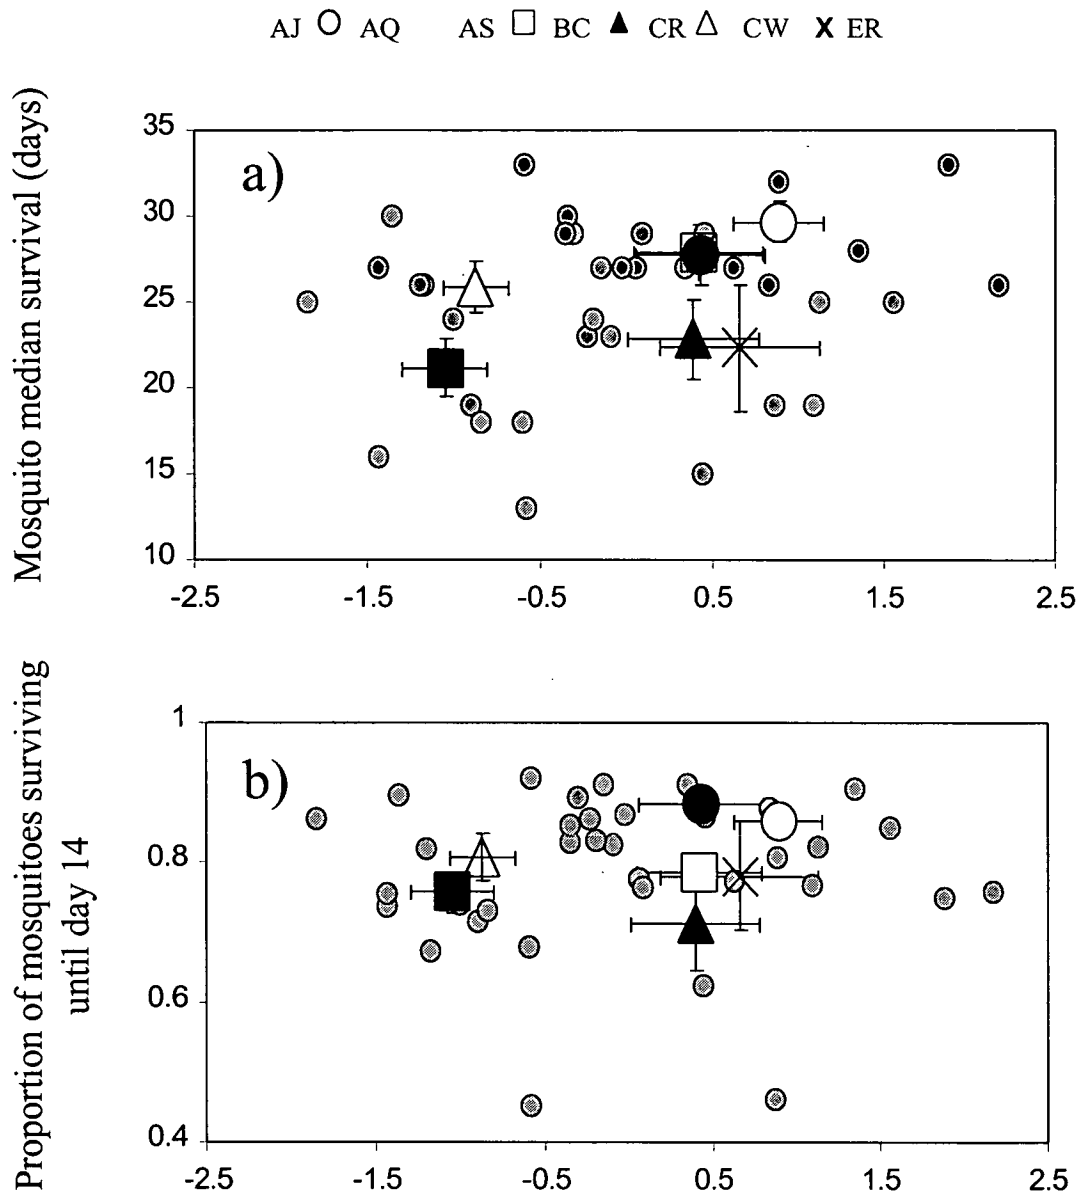 AJ AQ AS BC CR CW ER
Mosquito median survival (days)
a)
35
30
25
20
15
10
-2.5 -1.5 -0.5 0.5 1.5 2.5
Proportion of mosquitoes surviving
until day 14
b)
1
0.8
0.6
0.4
-2.5 -1.5 -0.5 0.5 1.5 2.5